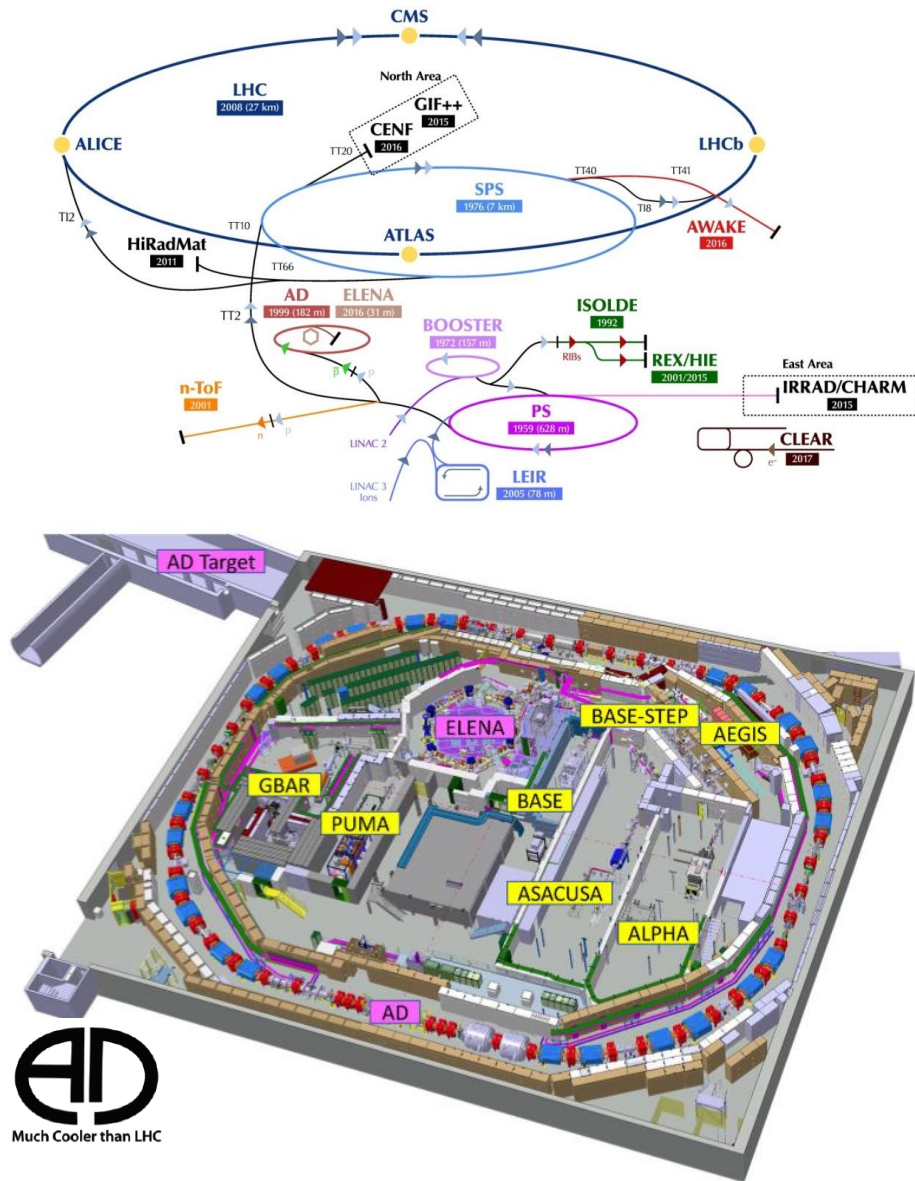 CMS
LHC
2008 (27 km)
North Area
GIF++
2015
CENF
2016
TT20
ALICE
LHCb
TT40
TT41
SPS
1976 (7 km)
TI8
TI2
TT10
AWAKE
2016
ATLAS
HiRadMat
2011
TT66
AD
1999 (182 m)
ELENA
2016 (31 m)
TT2
BOOSTER
1972 (157 m)
ISOLDE
1992
RIBs
REX/HIE
2001/2015
East Area
p
p
n-ToF
2001
IRRAD/CHARM
2015
n
p
PS
1959 (628 m)
LINAC 2
CLEAR
2017
e-
LINAC 3
Ions
LEIR
2005 (78 m)
AD Target
ELENA
BASE-STEP
AEGIS
GBAR
BASE
PUMA
ASACUSA
ALPHA
AD
AD
Much Cooler than LHC